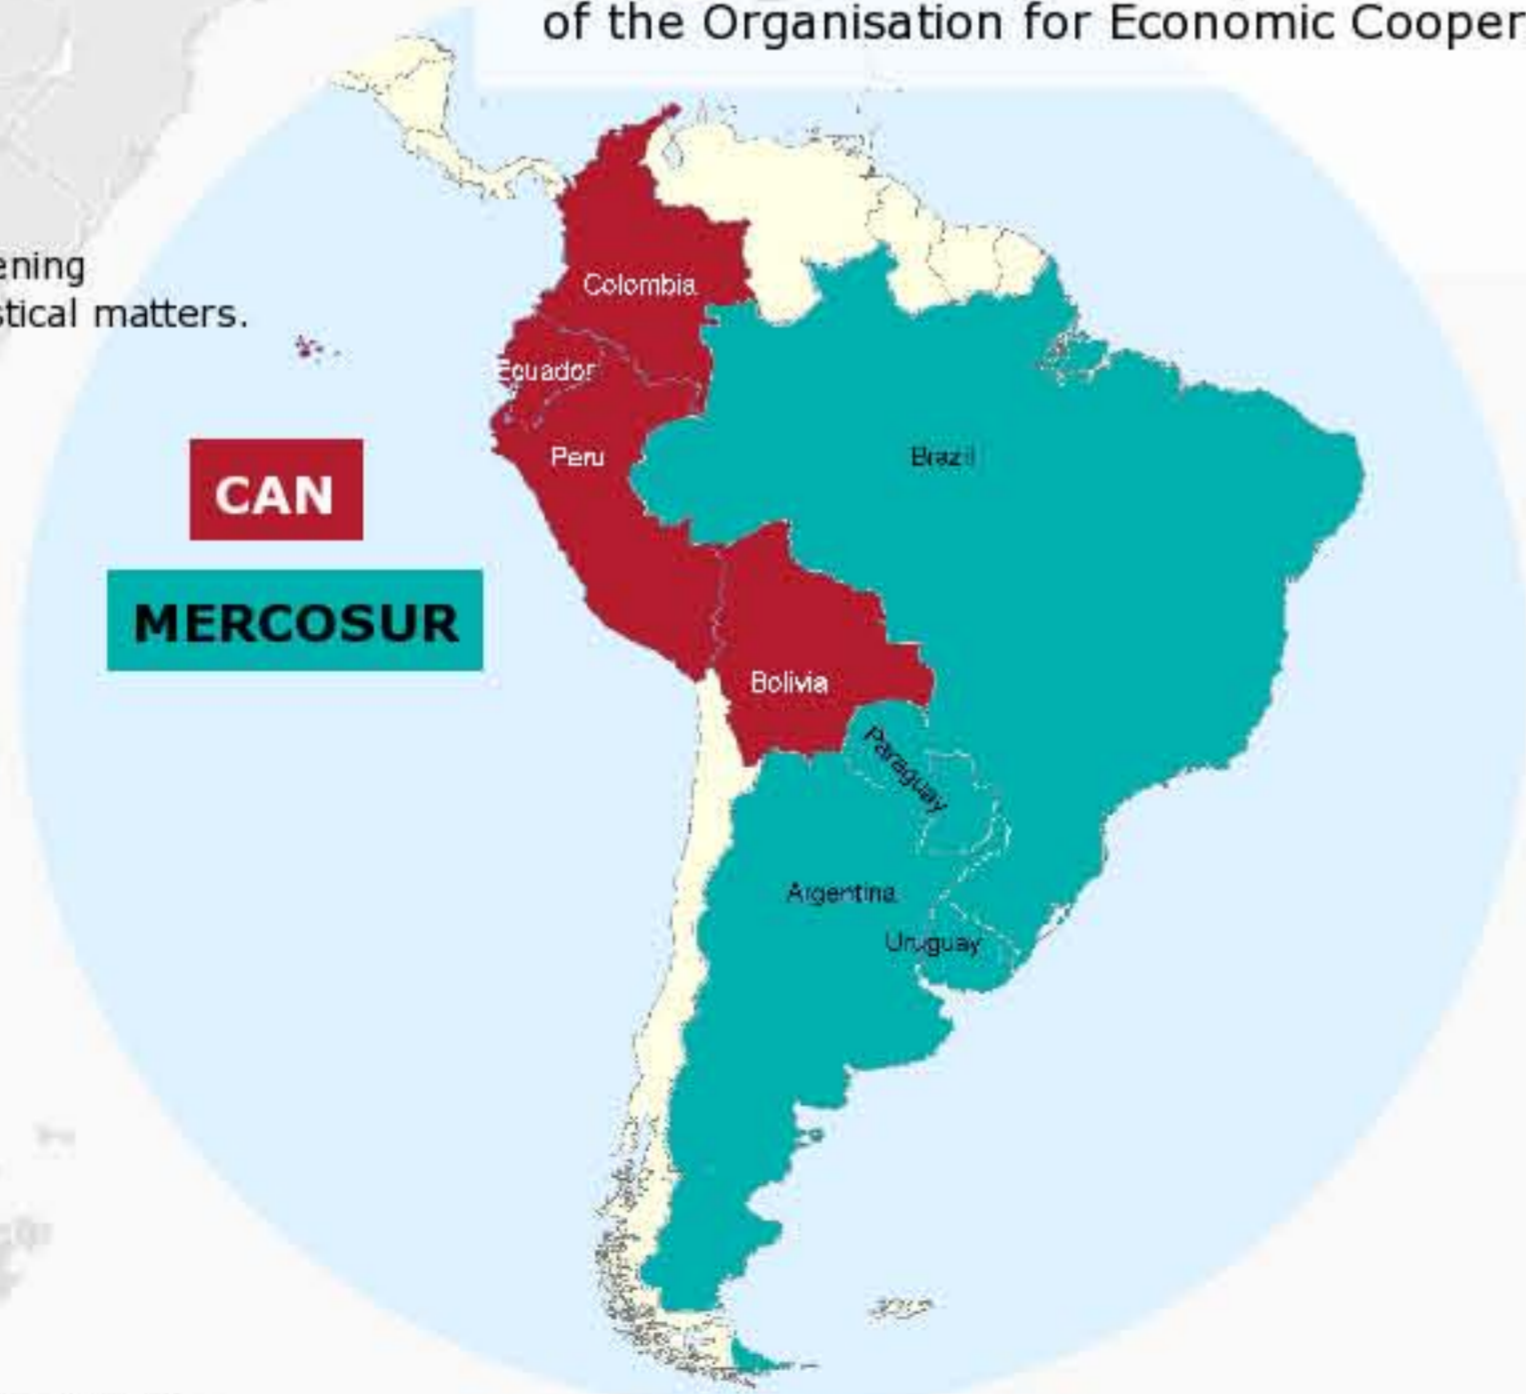 of the Organisation for Economic Cooper
ening
stical matters.
Colombia
Ecuador
Peru
Brazil
CAN
MERCOSUR
Bolivia
Paraguay
Argentina
Uruguay